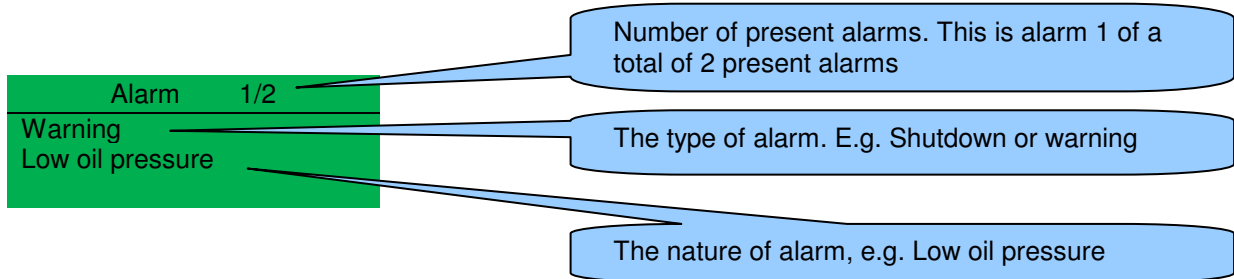 Number of present alarms. This is alarm 1 of a
total of 2 present alarms
Alarm 1/2
Warning
Low oil pressure
The type of alarm. E.g. Shutdown or warning
The nature of alarm, e.g. Low oil pressure